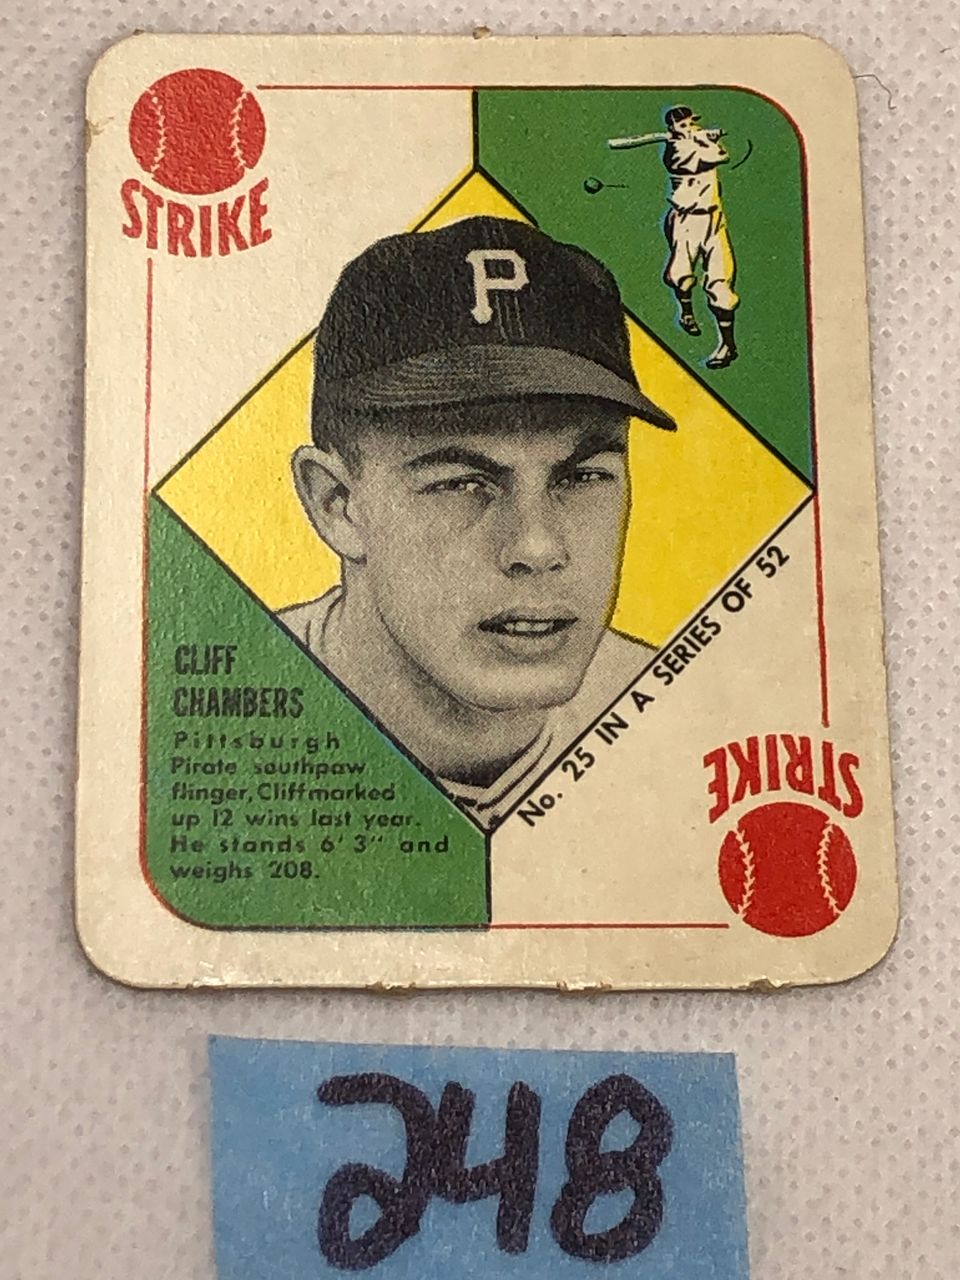 STRIKE
P
CLIFF
CHAMBERS
Pittsburgh
Pirate southpaw
flinger, Cliff marked
up 12 wins last year.
He stands 6' 3" and
weighs 208.
No. 25 IN A SERIES OF 52
STRIKE
248